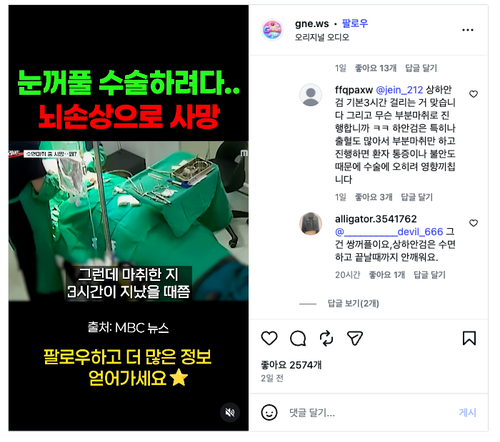 눈꺼풀 수술하려다..
뇌손상으로 사망
수면마취 중 사망…왜?
그런데 마취한 지
3시간이 지났을 때쯤
출처: MBC 뉴스
팔로우하고 더 많은 정보
얻어가세요⭐
gne.ws • 팔로우
오리지널 오디오
1일 좋아요 13개 답글 달기
ffqpaxw @jein_212 상하안
검 기본3시간 걸리는 거 맞습니
다 그리고 무슨 부분마취로 진
행합니까 ㅋㅋ 하안검은 특히나
출혈도 많아서 부분마취만 하고
진행하면 환자 통증이나 불안도
때문에 수술에 오히려 영향끼칩
니다
1일 좋아요 3개 답글 달기
alligator.3541762
@___________devil_666 그
건 쌍꺼풀이요,상하안검은 수면
하고 끝날때까지 안깨워요.
20시간 좋아요 1개 답글 달기
답글 보기(2개)
좋아요 2574개
2일 전
댓글 달기...
게시